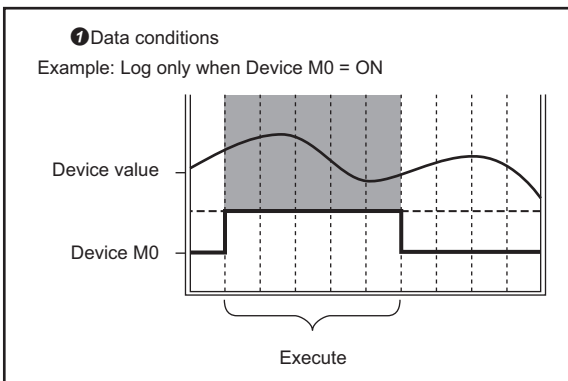 ❶Data conditions
Example: Log only when Device M0 = ON
Device value
Device M0
Execute